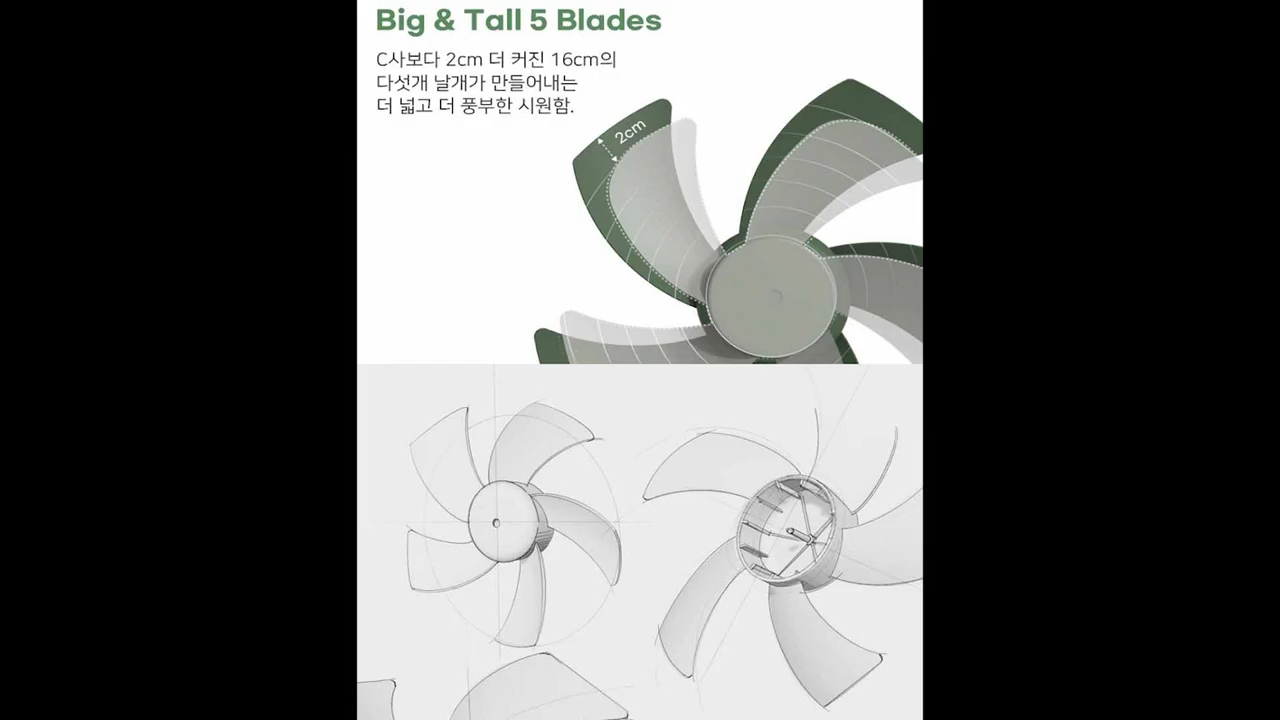 Big & Tall 5 Blades
C사보다 2cm 더 커진 16cm의
다섯개 날개가 만들어내는
더 넓고 더 풍부한 시원함.
2cm